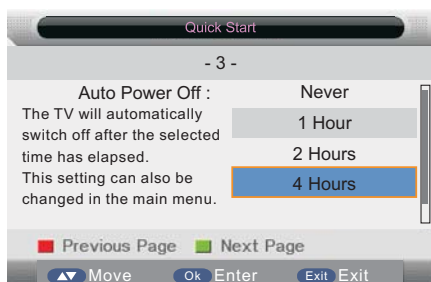 Quick Start
- 3 -
Auto Power Off :
The TV will automatically
switch off after the selected
time has elapsed.
This setting can also be
changed in the main menu.
Never
1 Hour
2 Hours
4 Hours
Previous Page Next Page
Move Ok Enter Exit Exit